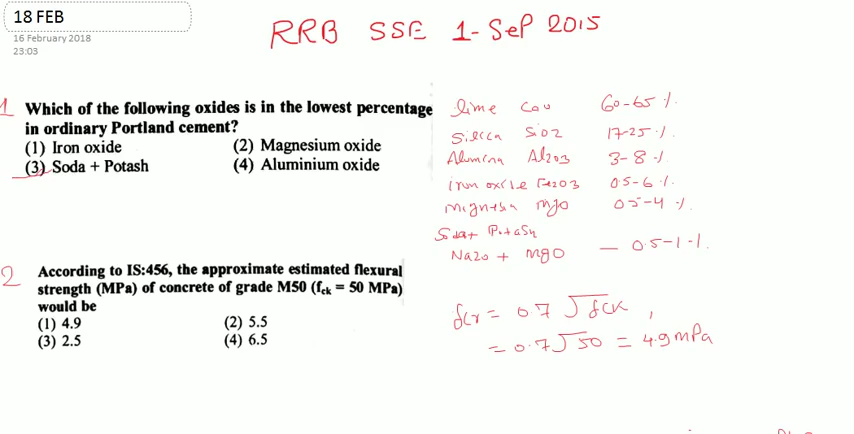 18 FEB
16 February 2018
23:03
RRB SSE 1-Sep 2015
1 Which of the following oxides is in the lowest percentage
in ordinary Portland cement?
(1) Iron oxide (2) Magnesium oxide
(3) Soda + Potash (4) Aluminium oxide
lime Cao 60-65 %.
Silica SiO2 17-25 %.
Alumina Al2O3 3-8 %
Iron oxide Fe2O3 0.5-6 %.
Mignesia MgO 0.5-4 %.
Soda+ Potash
Na2O + MgO — 0.5-1 %.
2 According to IS:456, the approximate estimated flexural
strength (MPa) of concrete of grade M50 (fck = 50 MPa)
would be
(1) 4.9 (2) 5.5
(3) 2.5 (4) 6.5
fcr = 0.7 √fck ,
= 0.7√50 = 4.9 mPa